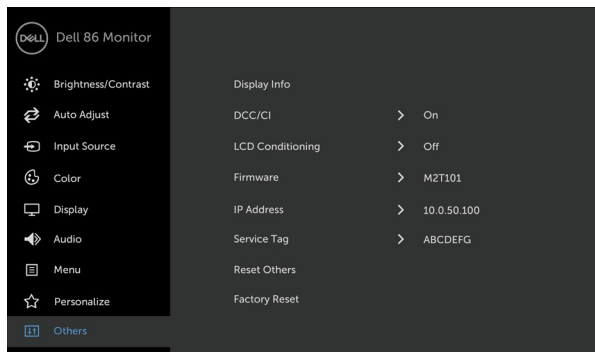 DELL Dell 86 Monitor
Brightness/Contrast
Auto Adjust
Input Source
Color
Display
Audio
Menu
Personalize
Others
Display Info
DCC/CI > On
LCD Conditioning > Off
Firmware > M2T101
IP Address > 10.0.50.100
Service Tag > ABCDEFG
Reset Others
Factory Reset